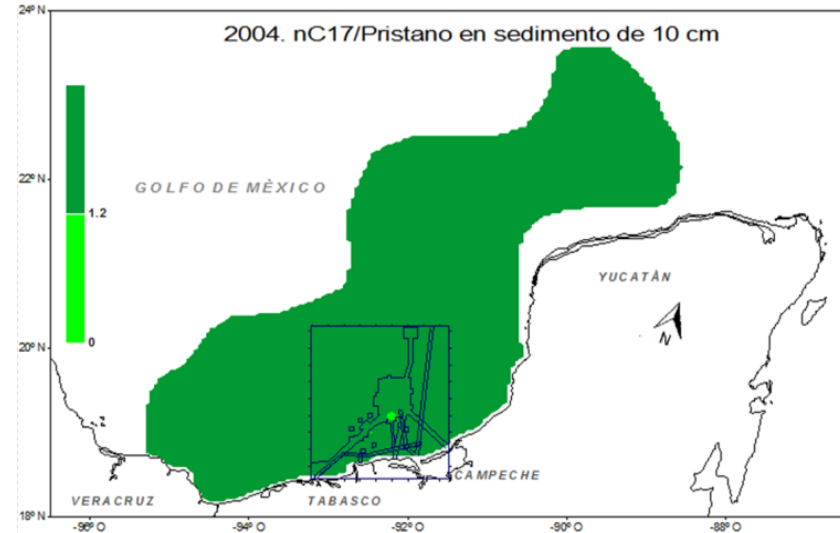 24º N
2004. nC17/Pristano en sedimento de 10 cm
22º N
GOLFO DE MÈXICO
1.2
YUCATÀN
0
N
20º N
CAMPECHE
VERACRUZ
TABASCO
18º N
-96º O
-94º O
-92º O
-90º O
-88º O